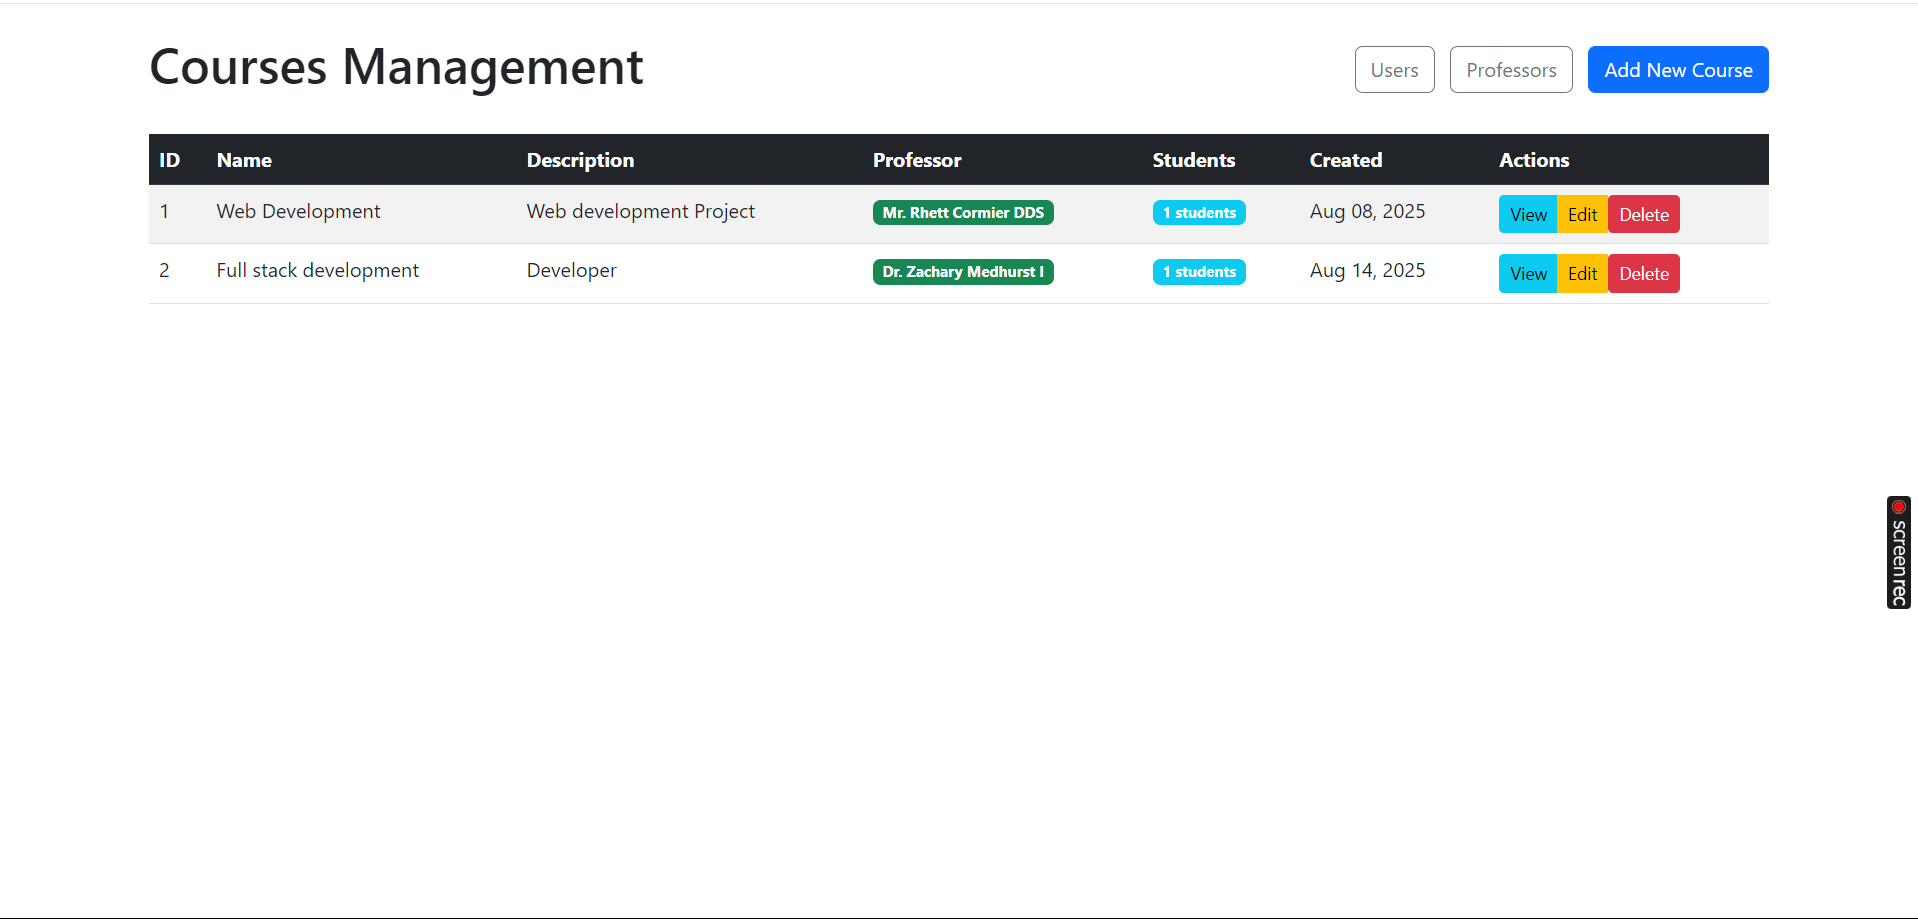 Courses Management
Users Professors Add New Course
ID Name Description Professor Students Created Actions
1 Web Development Web development Project Mr. Rhett Cormier DDS 1 students Aug 08, 2025 View Edit Delete
2 Full stack development Developer Dr. Zachary Medhurst I 1 students Aug 14, 2025 View Edit Delete
screenrec